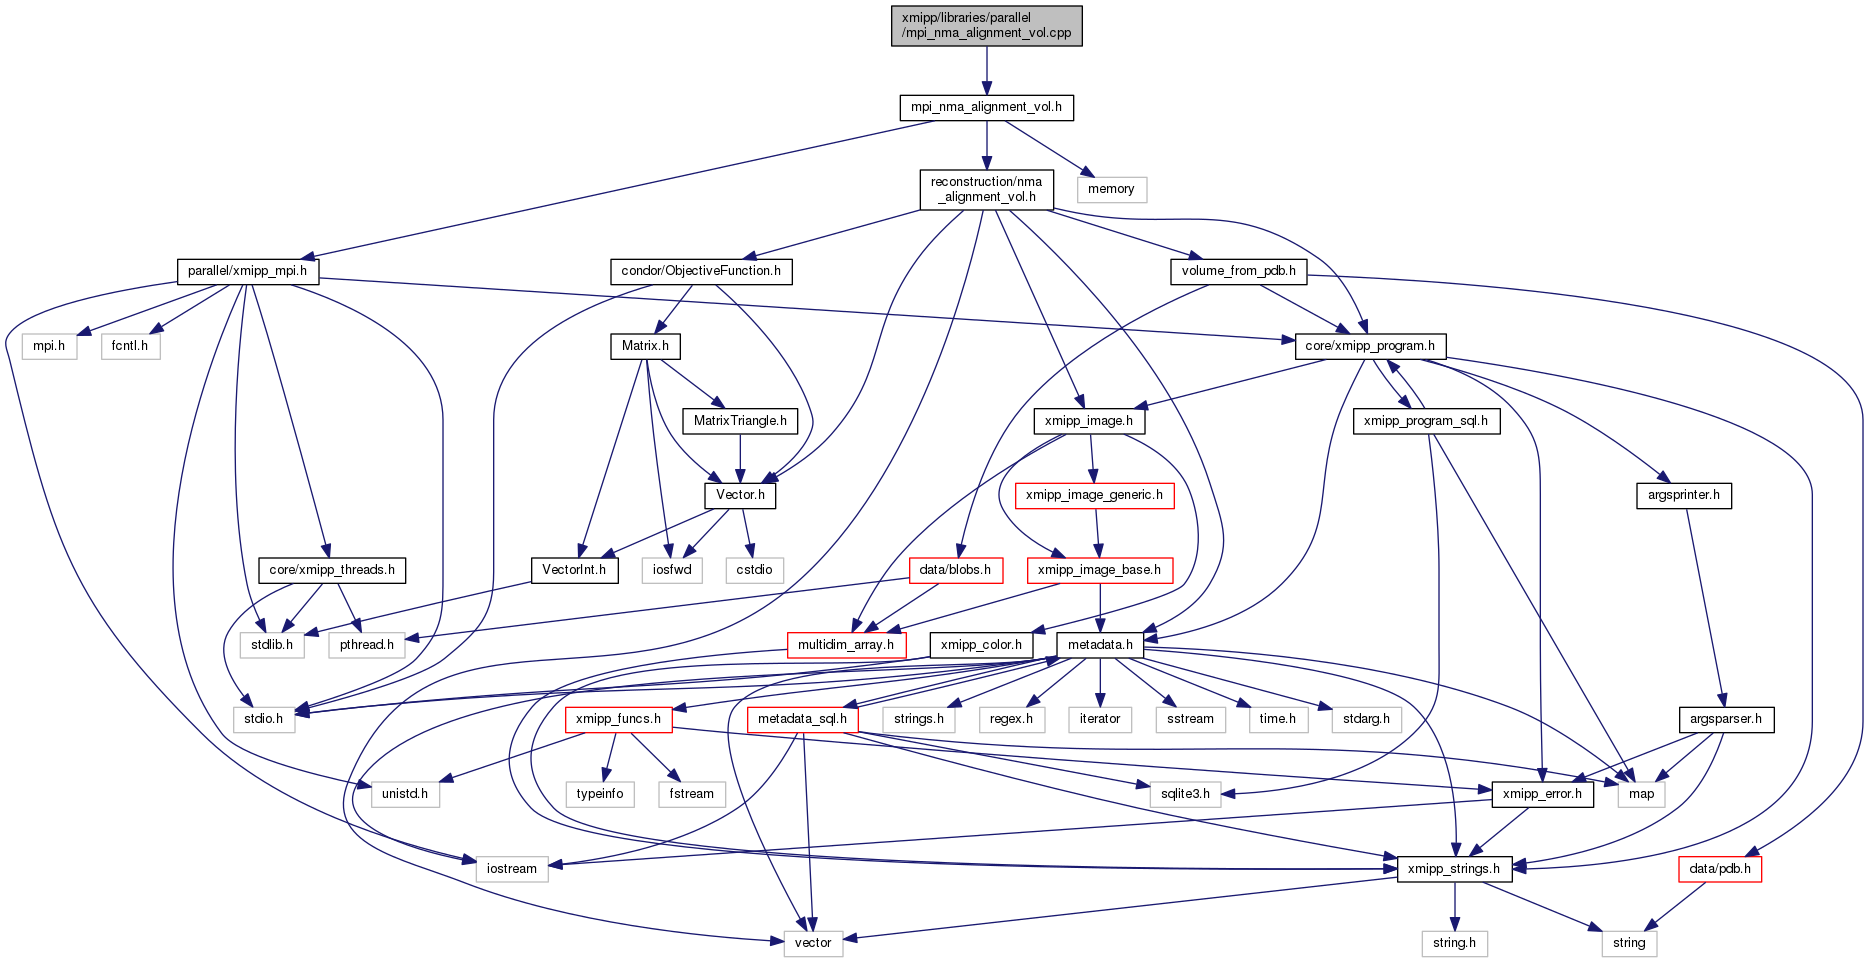 xmipp/libraries/parallel
/mpi_nma_alignment_vol.cpp
mpi_nma_alignment_vol.h
reconstruction/nma
_alignment_vol.h
memory
parallel/xmipp_mpi.h
condor/ObjectiveFunction.h
volume_from_pdb.h
mpi.h
fcntl.h
Matrix.h
core/xmipp_program.h
MatrixTriangle.h
xmipp_image.h
xmipp_program_sql.h
Vector.h
xmipp_image_generic.h
argsprinter.h
core/xmipp_threads.h
VectorInt.h
iosfwd
cstdio
data/blobs.h
xmipp_image_base.h
stdlib.h
pthread.h
multidim_array.h
xmipp_color.h
metadata.h
stdio.h
xmipp_funcs.h
metadata_sql.h
strings.h
regex.h
iterator
sstream
time.h
stdarg.h
argsparser.h
unistd.h
typeinfo
fstream
sqlite3.h
xmipp_error.h
map
iostream
xmipp_strings.h
data/pdb.h
vector
string.h
string